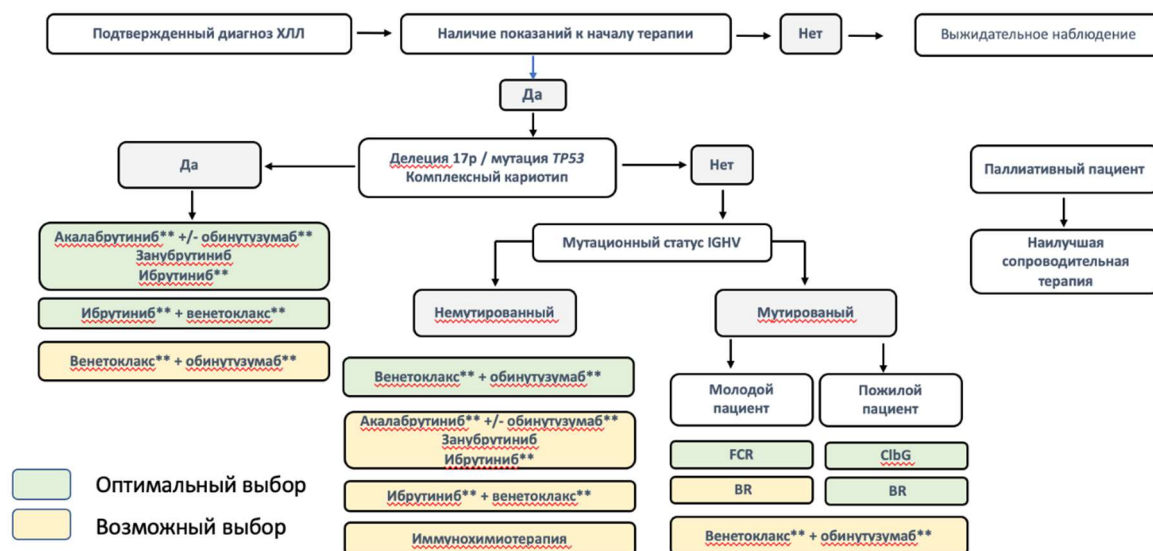 Подтвержденный диагноз ХЛЛ
Наличие показаний к началу терапии
Нет
Выжидательное наблюдение
Да
Да
Делеция 17p / мутация TP53
Комплексный кариотип
Нет
Паллиативный пациент
Акалабрутиниб** +/- обинутузумаб**
Занубрутиниб
Ибрутиниб**
Мутационный статус IGHV
Наилучшая
сопроводительная
терапия
Ибрутиниб** + венетоклакс**
Немутированный
Мутированый
Венетоклакс** + обинутузумаб**
Венетоклакс** + обинутузумаб**
Молодой
пациент
Пожилой
пациент
Акалабрутиниб** +/- обинутузумаб**
Занубрутиниб
Ибрутиниб**
FCR
ClbG
Оптимальный выбор
Ибрутиниб** + венетоклакс**
BR
BR
Возможный выбор
Иммунохимиотерапия
Венетоклакс** + обинутузумаб**